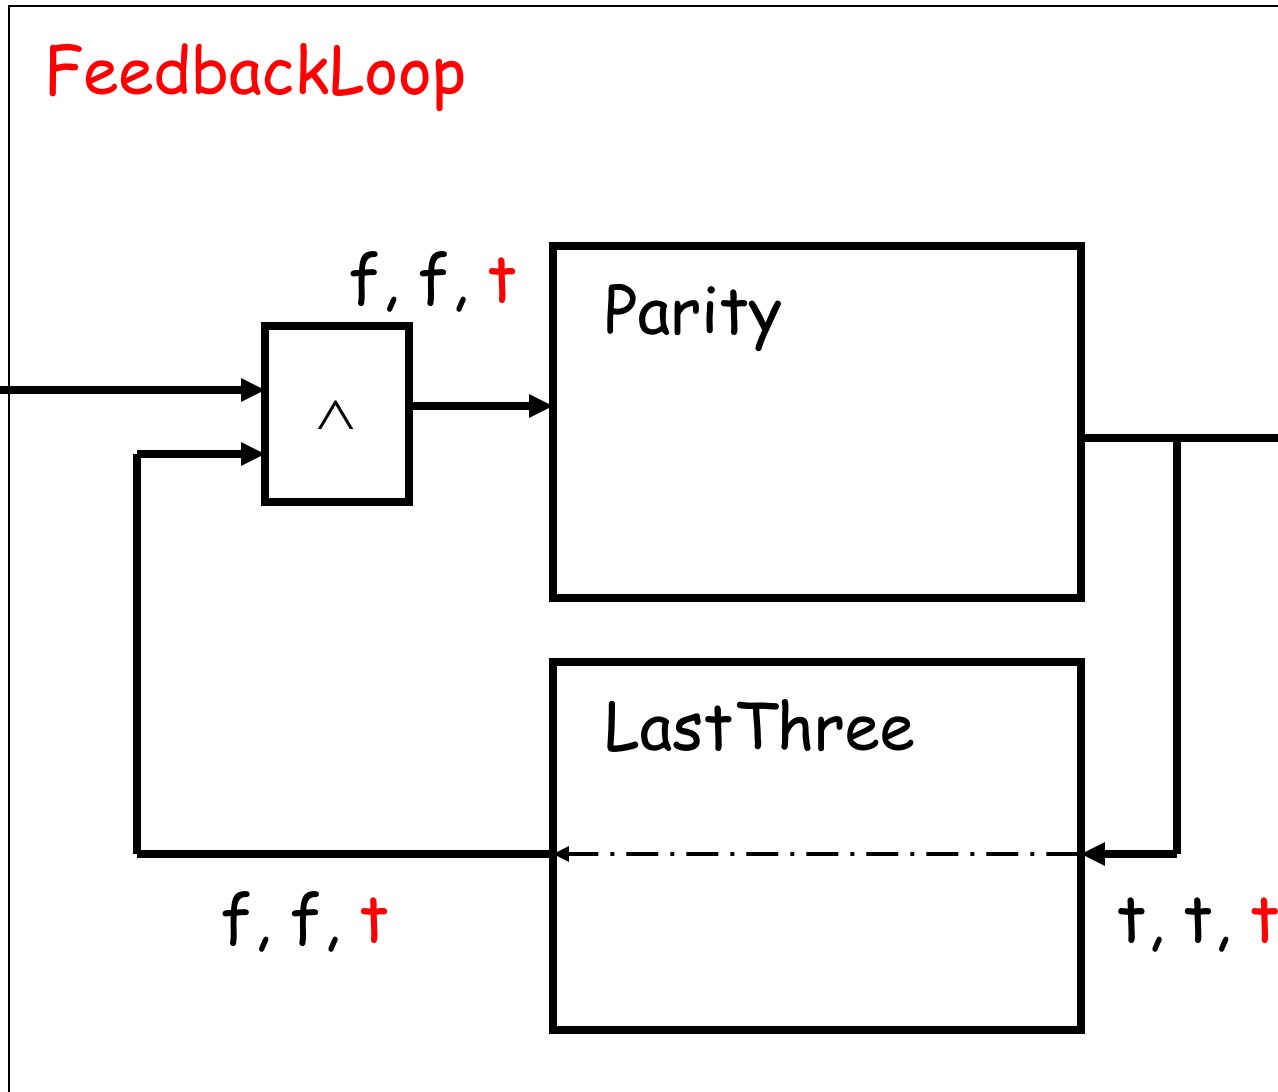 FeedbackLoop
f, f, t
Parity
∧
LastThree
f, f, t
t, t, t